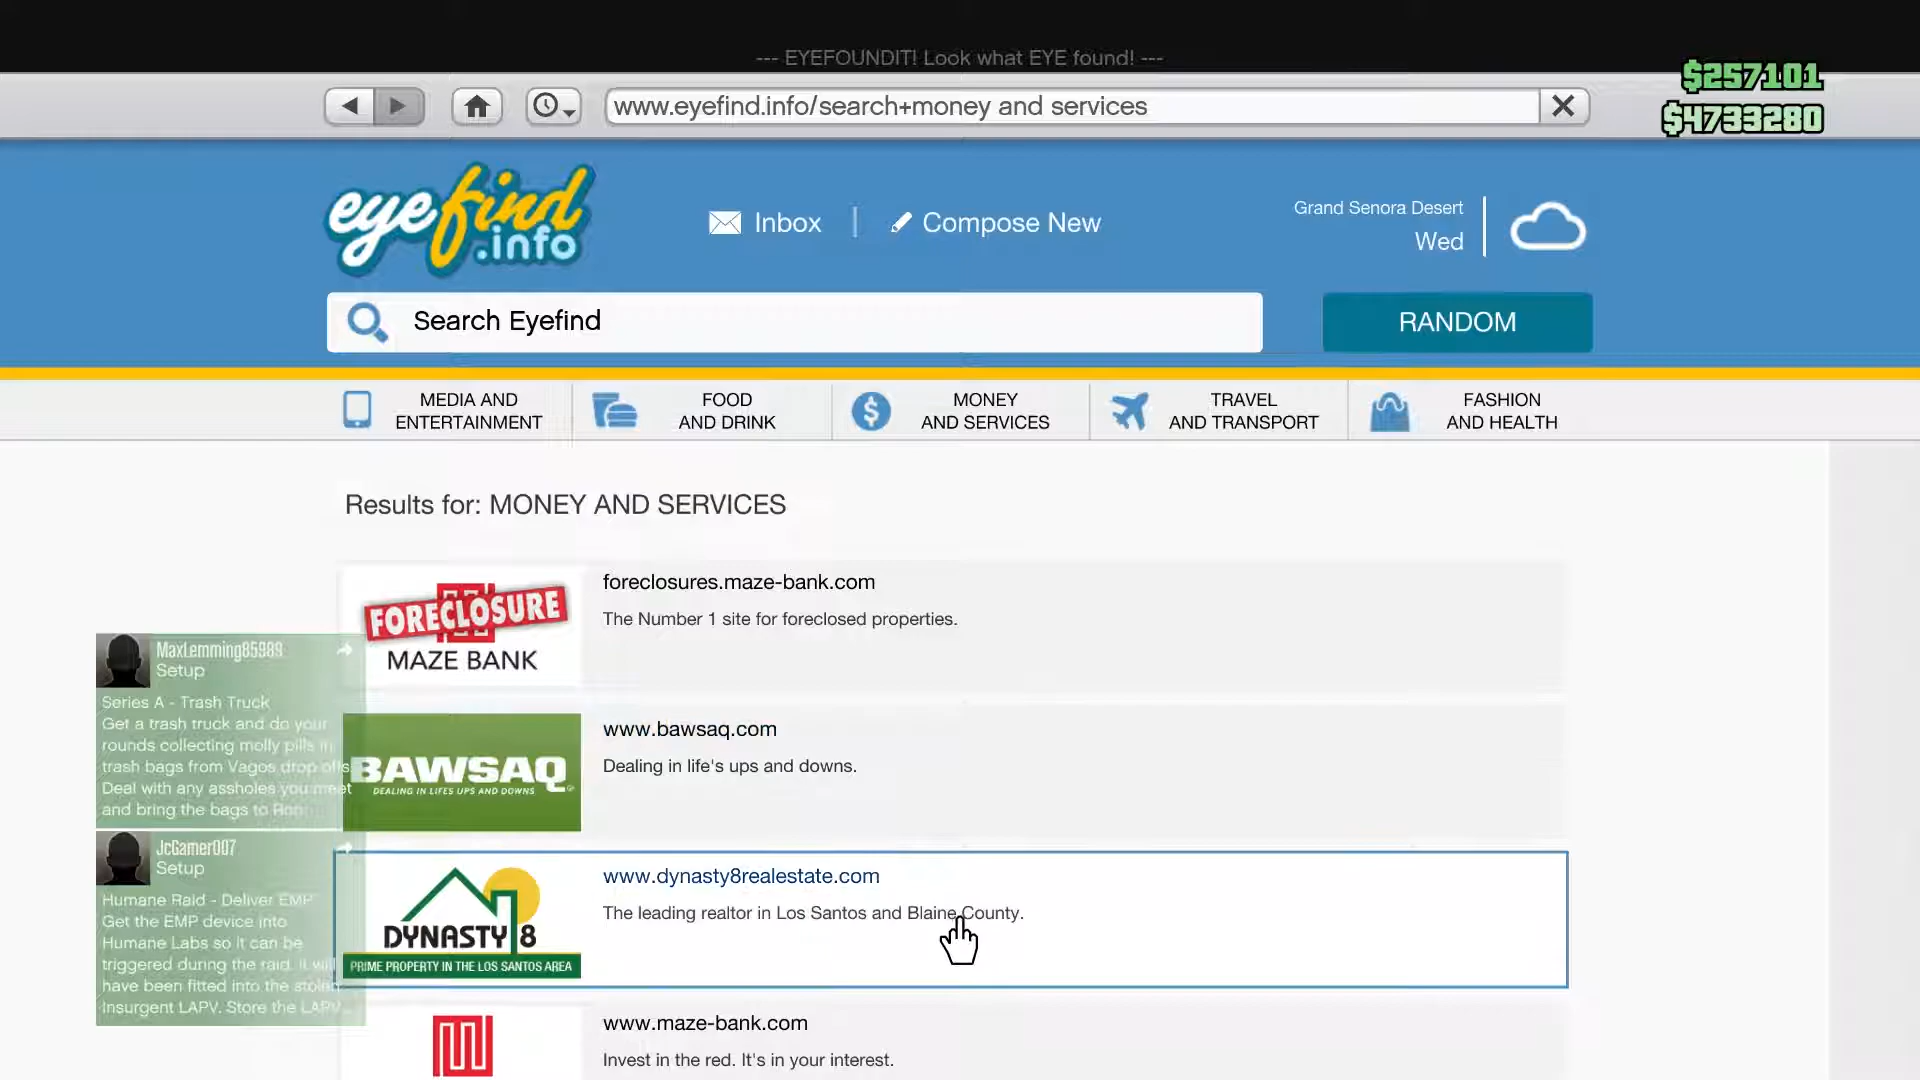 --- EYEFOUNDIT! Look what EYE found! ---
$257101
www.eyefind.info/search+money and services
$4733280
eyefind
.info
Inbox
Compose New
Grand Senora Desert
Wed
Search Eyefind
RANDOM
MEDIA AND
ENTERTAINMENT
FOOD
AND DRINK
MONEY
AND SERVICES
TRAVEL
AND TRANSPORT
FASHION
AND HEALTH
Results for: MONEY AND SERVICES
FORECLOSURE
MAZE BANK
foreclosures.maze-bank.com
The Number 1 site for foreclosed properties.
MaxLemming85989
Setup
Series A - Trash Truck
Get a trash truck and do your
rounds collecting molly pills in
trash bags from Vagos drop offs.
Deal with any assholes you meet
and bring the bags to
BAWSAQ
DEALING IN LIFES UPS AND DOWNS
www.bawsaq.com
Dealing in life's ups and downs.
JcGamer007
Setup
Humane Raid - Deliver EMP
Get the EMP device into
Humane Labs so it can be
triggered during the raid. It will
have been fitted into the stolen
Insurgent LAPV. Store the LAPV
DYNASTY 8
PRIME PROPERTY IN THE LOS SANTOS AREA
www.dynasty8realestate.com
The leading realtor in Los Santos and Blaine County.
www.maze-bank.com
Invest in the red. It's in your interest.